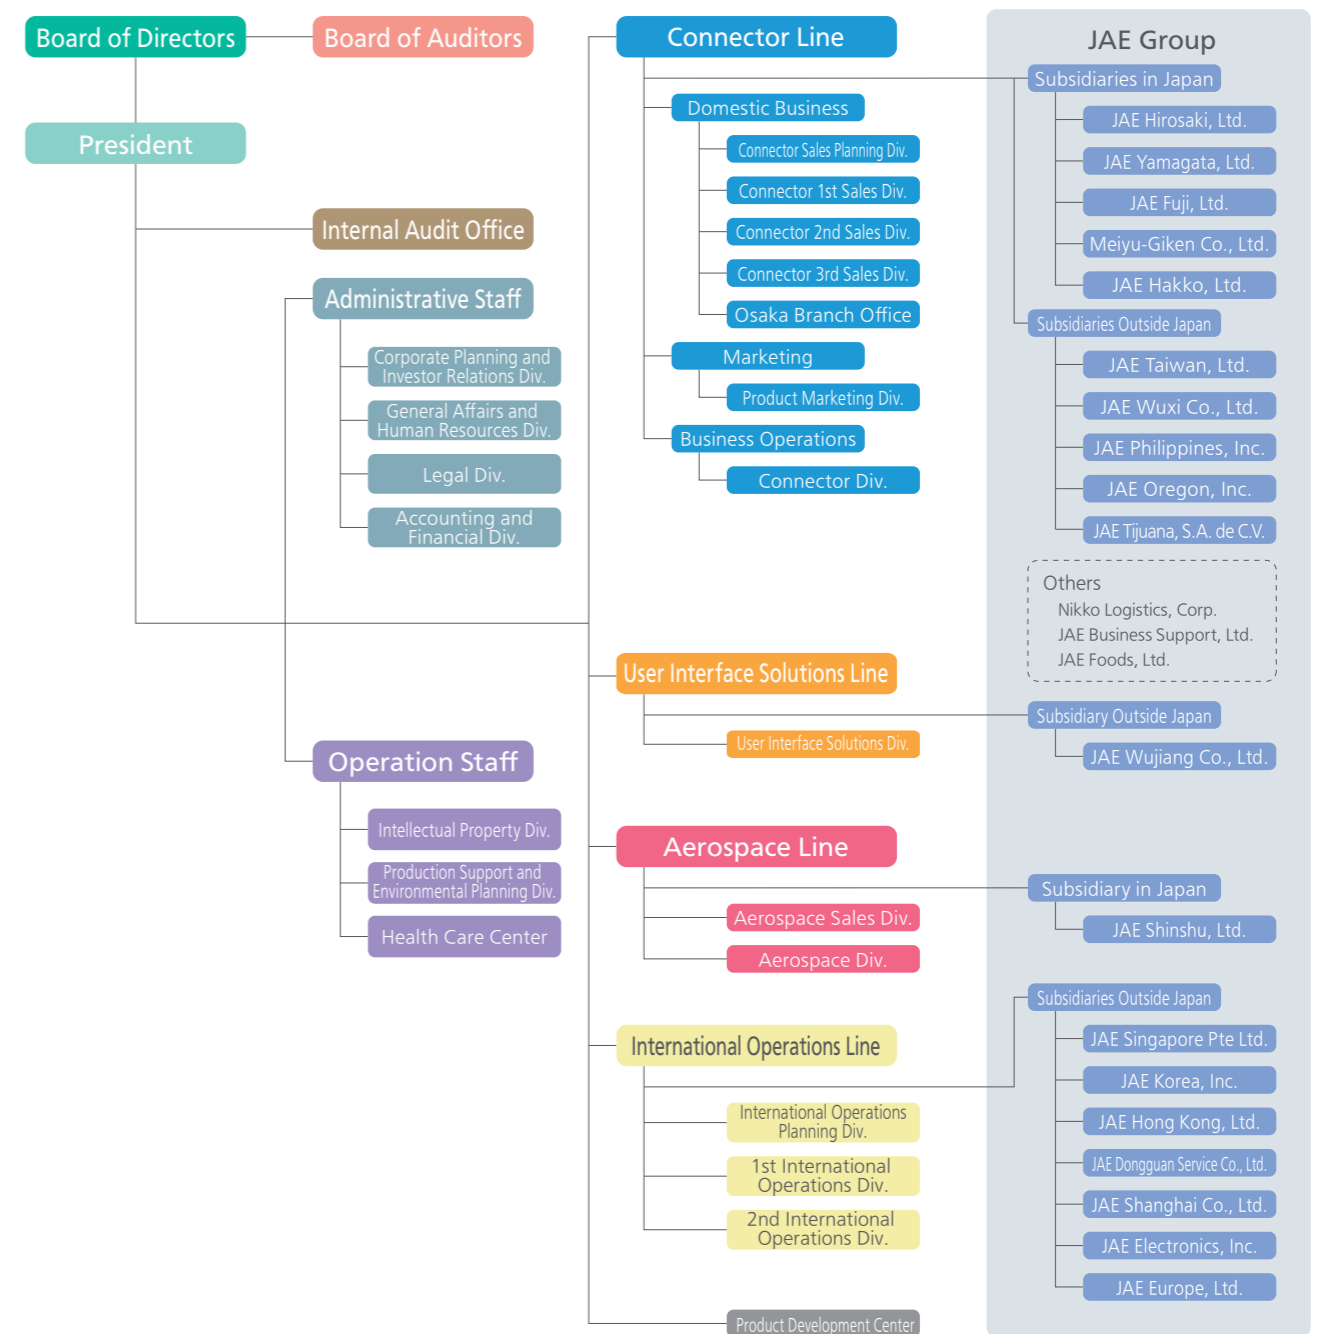 Board of Directors
Board of Auditors
President
Internal Audit Office
Administrative Staff
Corporate Planning and
Investor Relations Div.
General Affairs and
Human Resources Div.
Legal Div.
Accounting and
Financial Div.
Operation Staff
Intellectual Property Div.
Production Support and
Environmental Planning Div.
Health Care Center
Connector Line
Domestic Business
Connector Sales Planning Div.
Connector 1st Sales Div.
Connector 2nd Sales Div.
Connector 3rd Sales Div.
Osaka Branch Office
Marketing
Product Marketing Div.
Business Operations
Connector Div.
User Interface Solutions Line
User Interface Solutions Div.
Aerospace Line
Aerospace Sales Div.
Aerospace Div.
International Operations Line
International Operations
Planning Div.
1st International
Operations Div.
2nd International
Operations Div.
Product Development Center
JAE Group
Subsidiaries in Japan
JAE Hirosaki, Ltd.
JAE Yamagata, Ltd.
JAE Fuji, Ltd.
Meiyu-Giken Co., Ltd.
JAE Hakko, Ltd.
Subsidiaries Outside Japan
JAE Taiwan, Ltd.
JAE Wuxi Co., Ltd.
JAE Philippines, Inc.
JAE Oregon, Inc.
JAE Tijuana, S.A. de C.V.
Others
Nikko Logistics, Corp.
JAE Business Support, Ltd.
JAE Foods, Ltd.
Subsidiary Outside Japan
JAE Wujiang Co., Ltd.
Subsidiary in Japan
JAE Shinshu, Ltd.
Subsidiaries Outside Japan
JAE Singapore Pte Ltd.
JAE Korea, Inc.
JAE Hong Kong, Ltd.
JAE Dongguan Service Co., Ltd.
JAE Shanghai Co., Ltd.
JAE Electronics, Inc.
JAE Europe, Ltd.